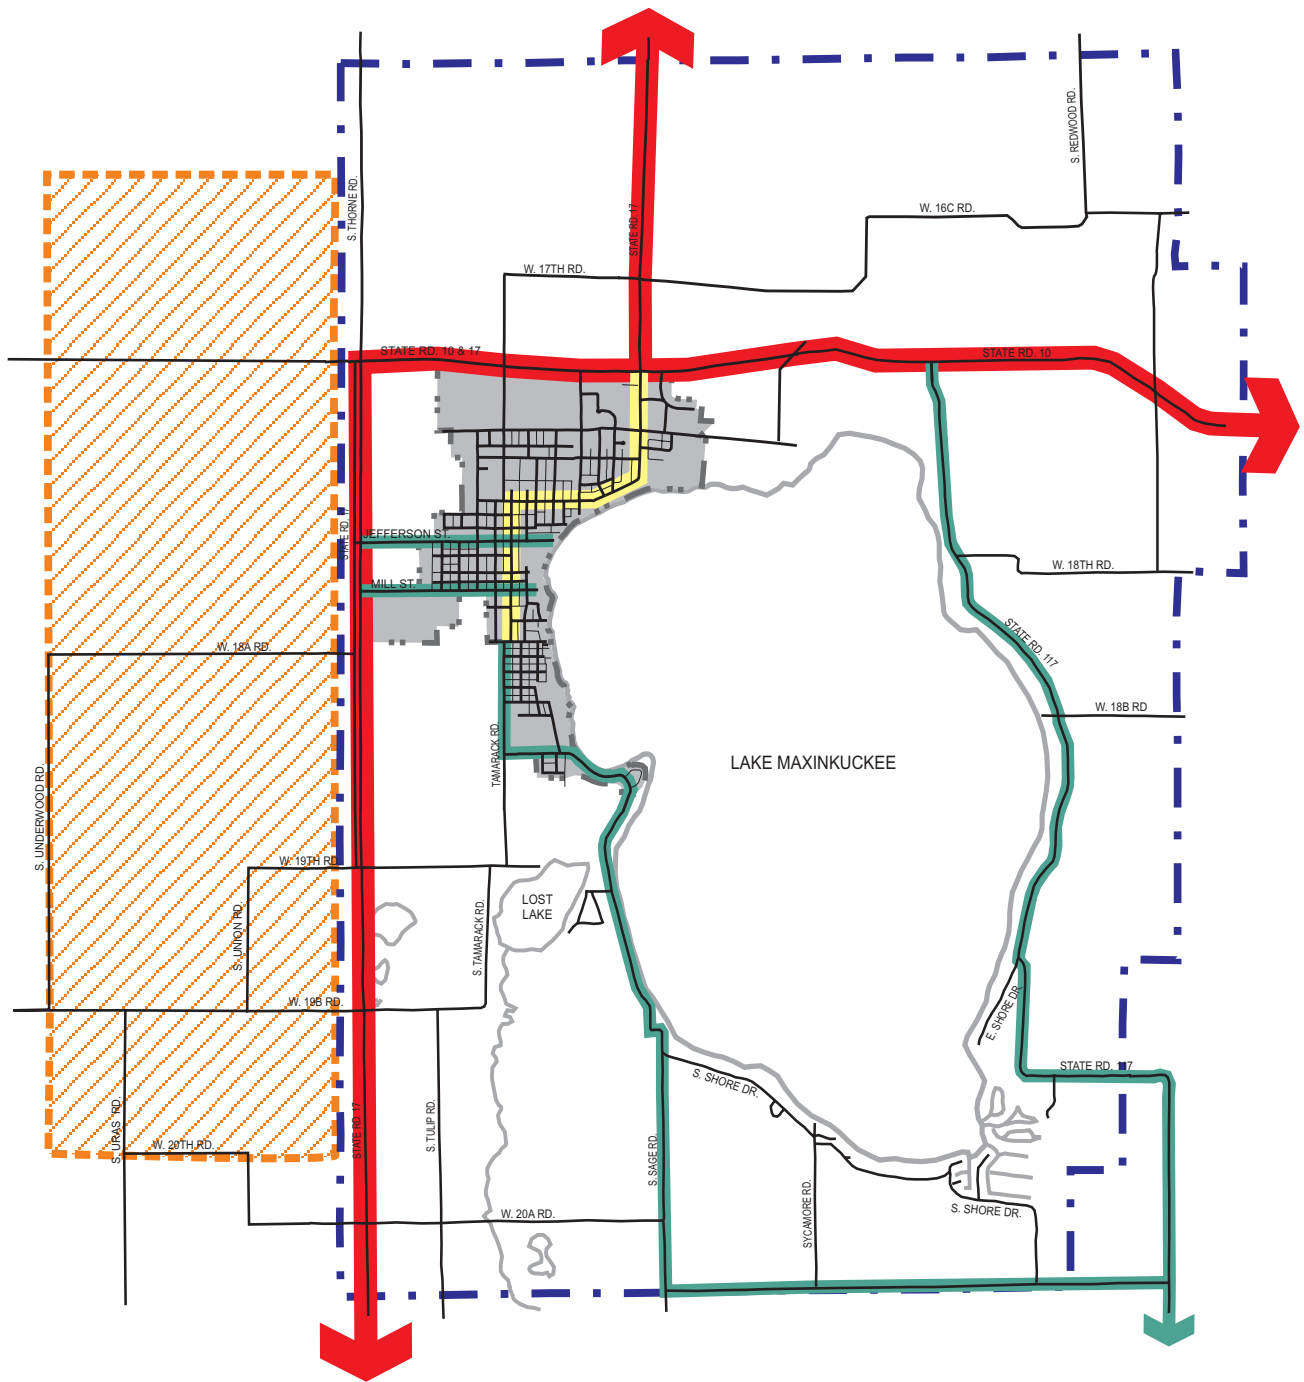 S. REDWOOD RD.
S. THORNE RD.
STATE RD. 17
W. 16C RD.
W. 17TH RD.
STATE RD. 10 & 17
STATE RD. 10
STATE RD. 17
JEFFERSON ST.
W. 18TH RD.
MILL ST.
STATE RD. 117
W. 18A RD.
W. 18B RD
TAMARACK RD.
LAKE MAXINKUCKEE
S. UNDERWOOD RD.
W. 19TH RD.
LOST
LAKE
S. UNION RD.
S. TAMARACK RD.
W. 19B RD.
E. SHORE DR.
STATE RD. 117
S. SHORE DR.
S. URAS RD.
STATE RD. 17
S. TULIP RD.
W. 20TH RD.
S. SAGE RD.
SYCAMORE RD.
W. 20A RD.
S. SHORE DR.